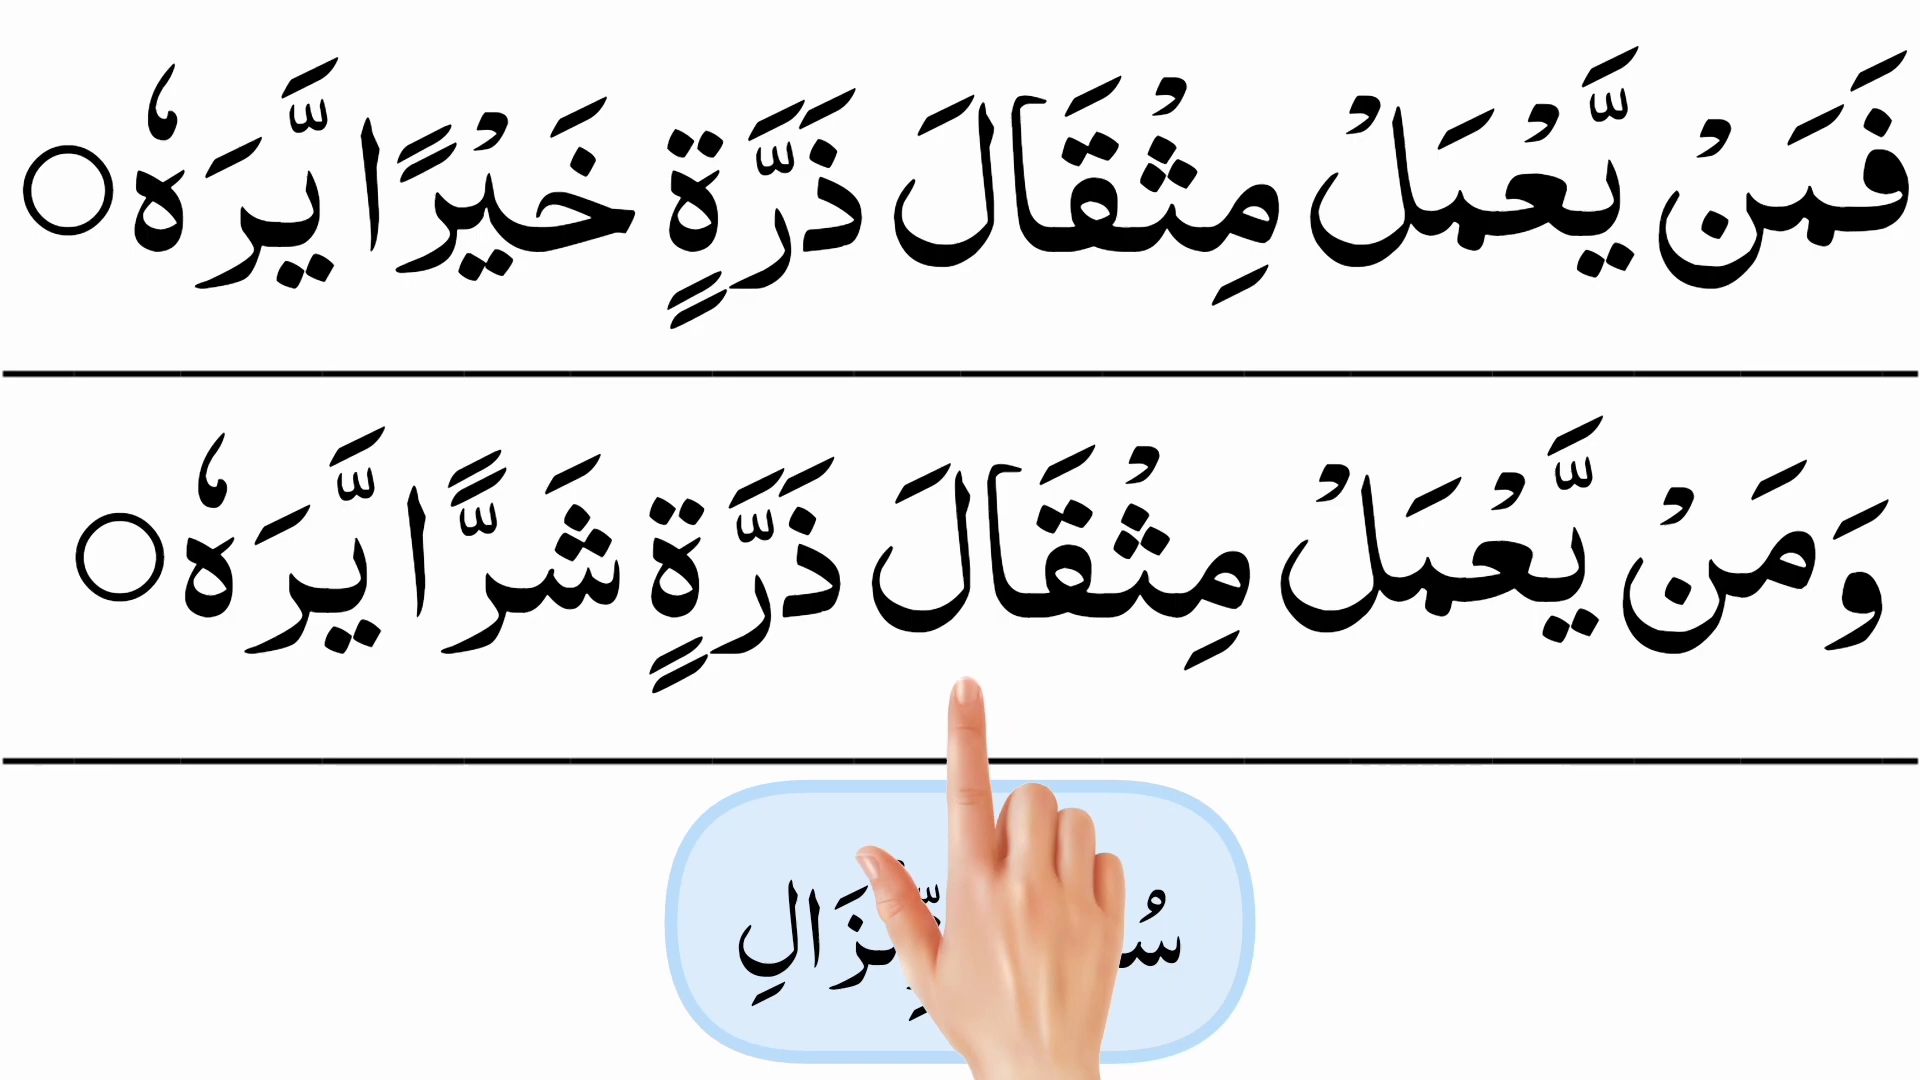 فَمَنْ يَّعْمَلْ مِثْقَالَ ذَرَّةٍ خَيْرًا يَّرَهٗ ○
وَمَنْ يَّعْمَلْ مِثْقَالَ ذَرَّةٍ شَرًّا يَّرَهٗ ○